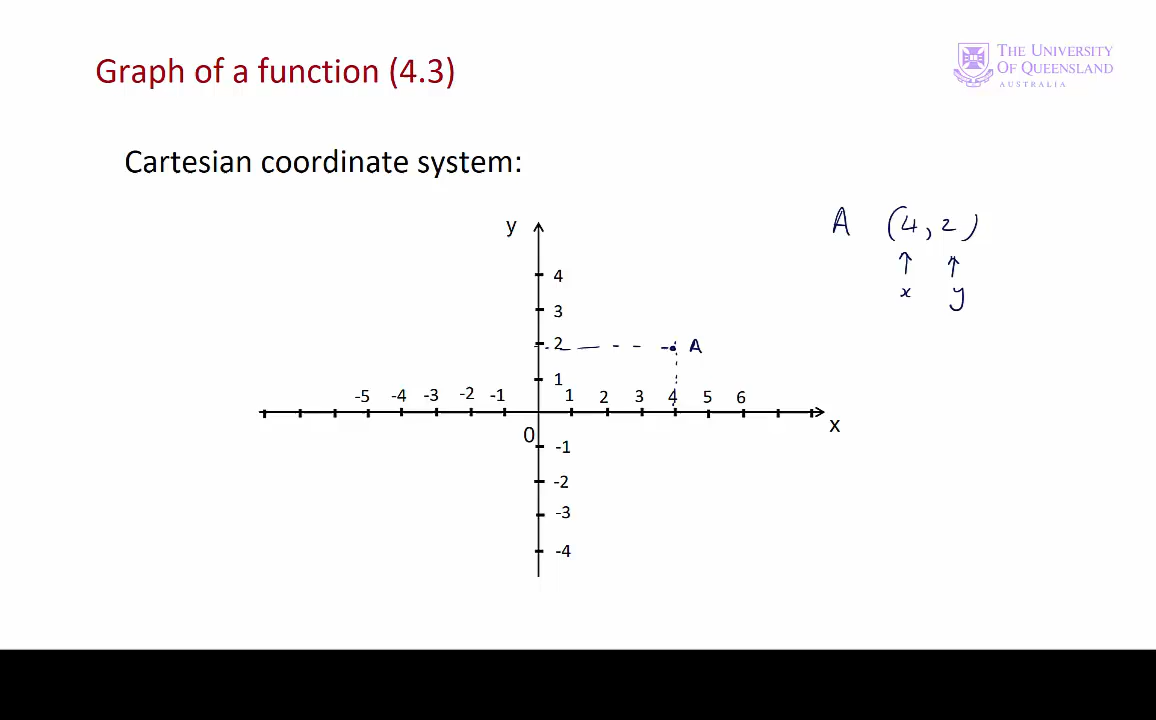 Graph of a function (4.3)
THE UNIVERSITY
OF QUEENSLAND
AUSTRALIA
Cartesian coordinate system:
A (4, 2)
↑ ↑
x y
y
4
3
2 A
1
-5 -4 -3 -2 -1 1 2 3 4 5 6
0 x
-1
-2
-3
-4